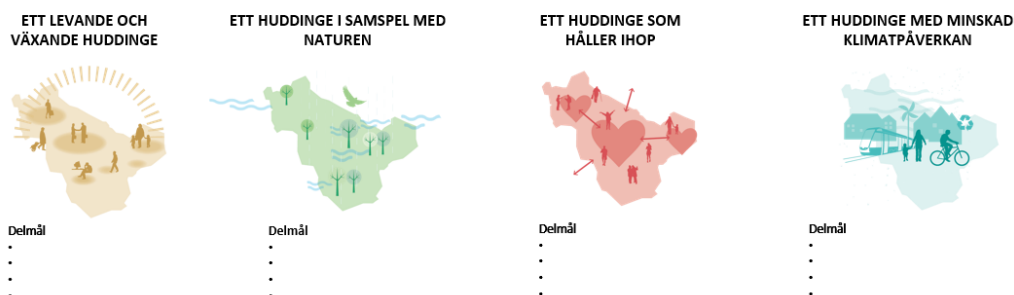 ETT LEVANDE OCH
VÄXANDE HUDDINGE
ETT HUDDINGE I SAMSPEL MED
NATUREN
ETT HUDDINGE SOM
HÅLLER IHOP
ETT HUDDINGE MED MINSKAD
KLIMATPÅVERKAN
Delmål
•
•
•
•
Delmål
•
•
•
•
Delmål
•
•
•
•
Delmål
•
•
•
•